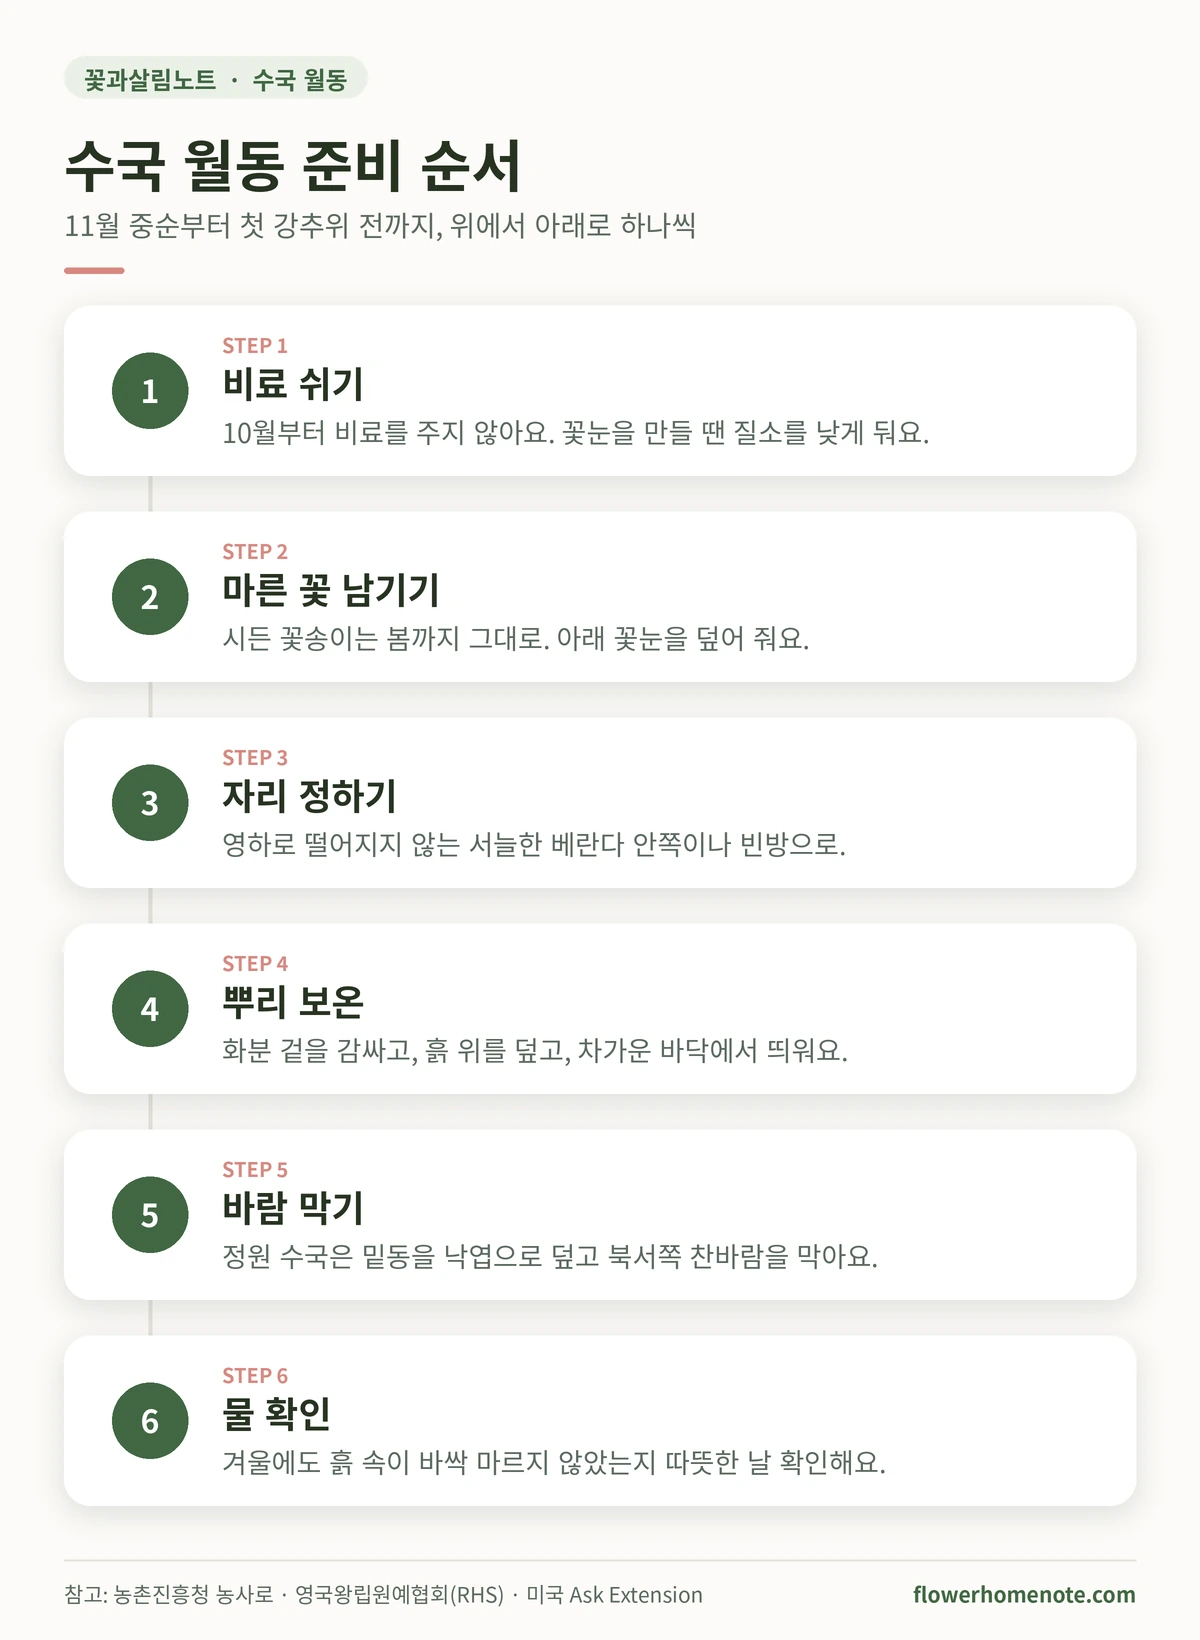 꽃과살림노트 · 수국 월동
수국 월동 준비 순서
11월 중순부터 첫 강추위 전까지, 위에서 아래로 하나씩
1
STEP 1
비료 쉬기
10월부터 비료를 주지 않아요. 꽃눈을 만들 땐 질소를 낮게 둬요.
2
STEP 2
마른 꽃 남기기
시든 꽃송이는 봄까지 그대로. 아래 꽃눈을 덮어 줘요.
3
STEP 3
자리 정하기
영하로 떨어지지 않는 서늘한 베란다 안쪽이나 빈방으로.
4
STEP 4
뿌리 보온
화분 겉을 감싸고, 흙 위를 덮고, 차가운 바닥에서 띄워요.
5
STEP 5
바람 막기
정원 수국은 밑동을 낙엽으로 덮고 북서쪽 찬바람을 막아요.
6
STEP 6
물 확인
겨울에도 흙 속이 바싹 마르지 않았는지 따뜻한 날 확인해요.
참고: 농촌진흥청 농사로 · 영국왕립원예협회(RHS) · 미국 Ask Extension
flowerhomenote.com